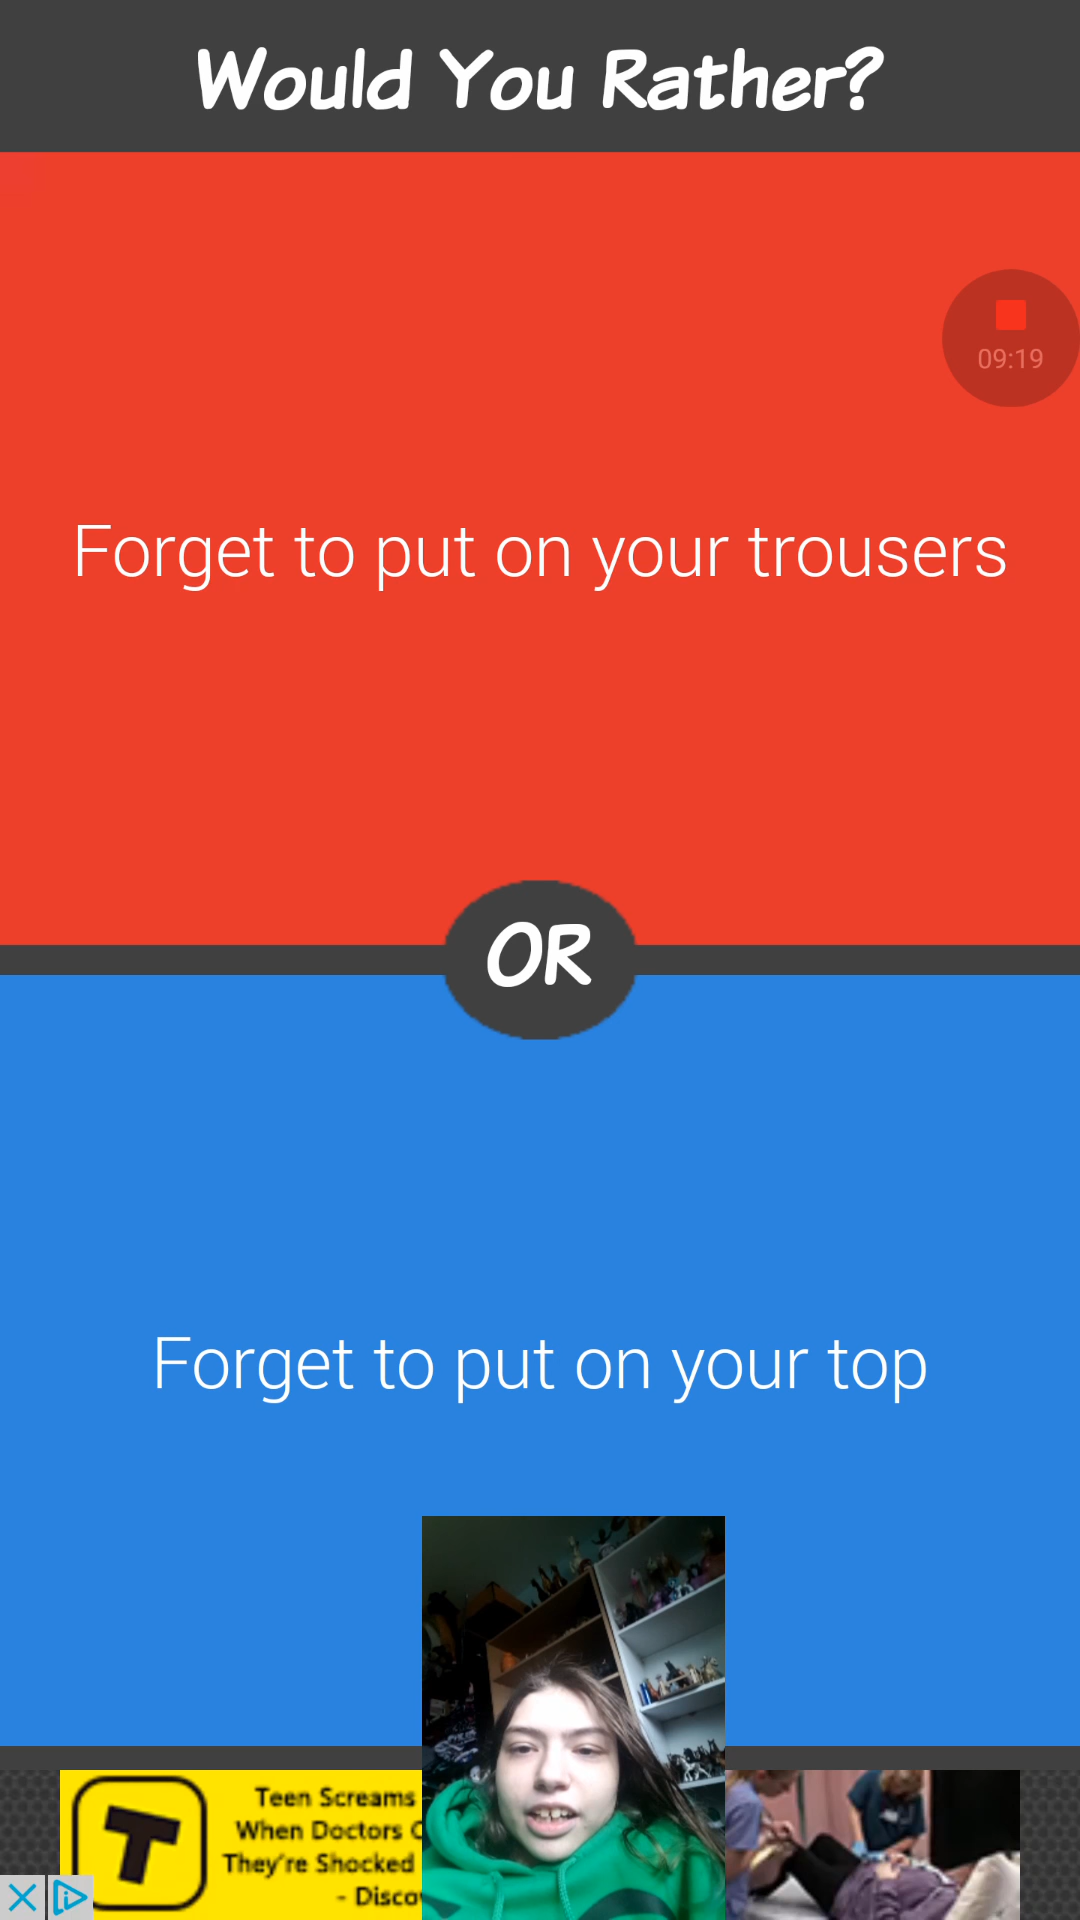 Would You Rather?
09:19
Forget to put on your trousers
OR
Forget to put on your top
T
Teen Screams
When Doctors
They're Shocked
-